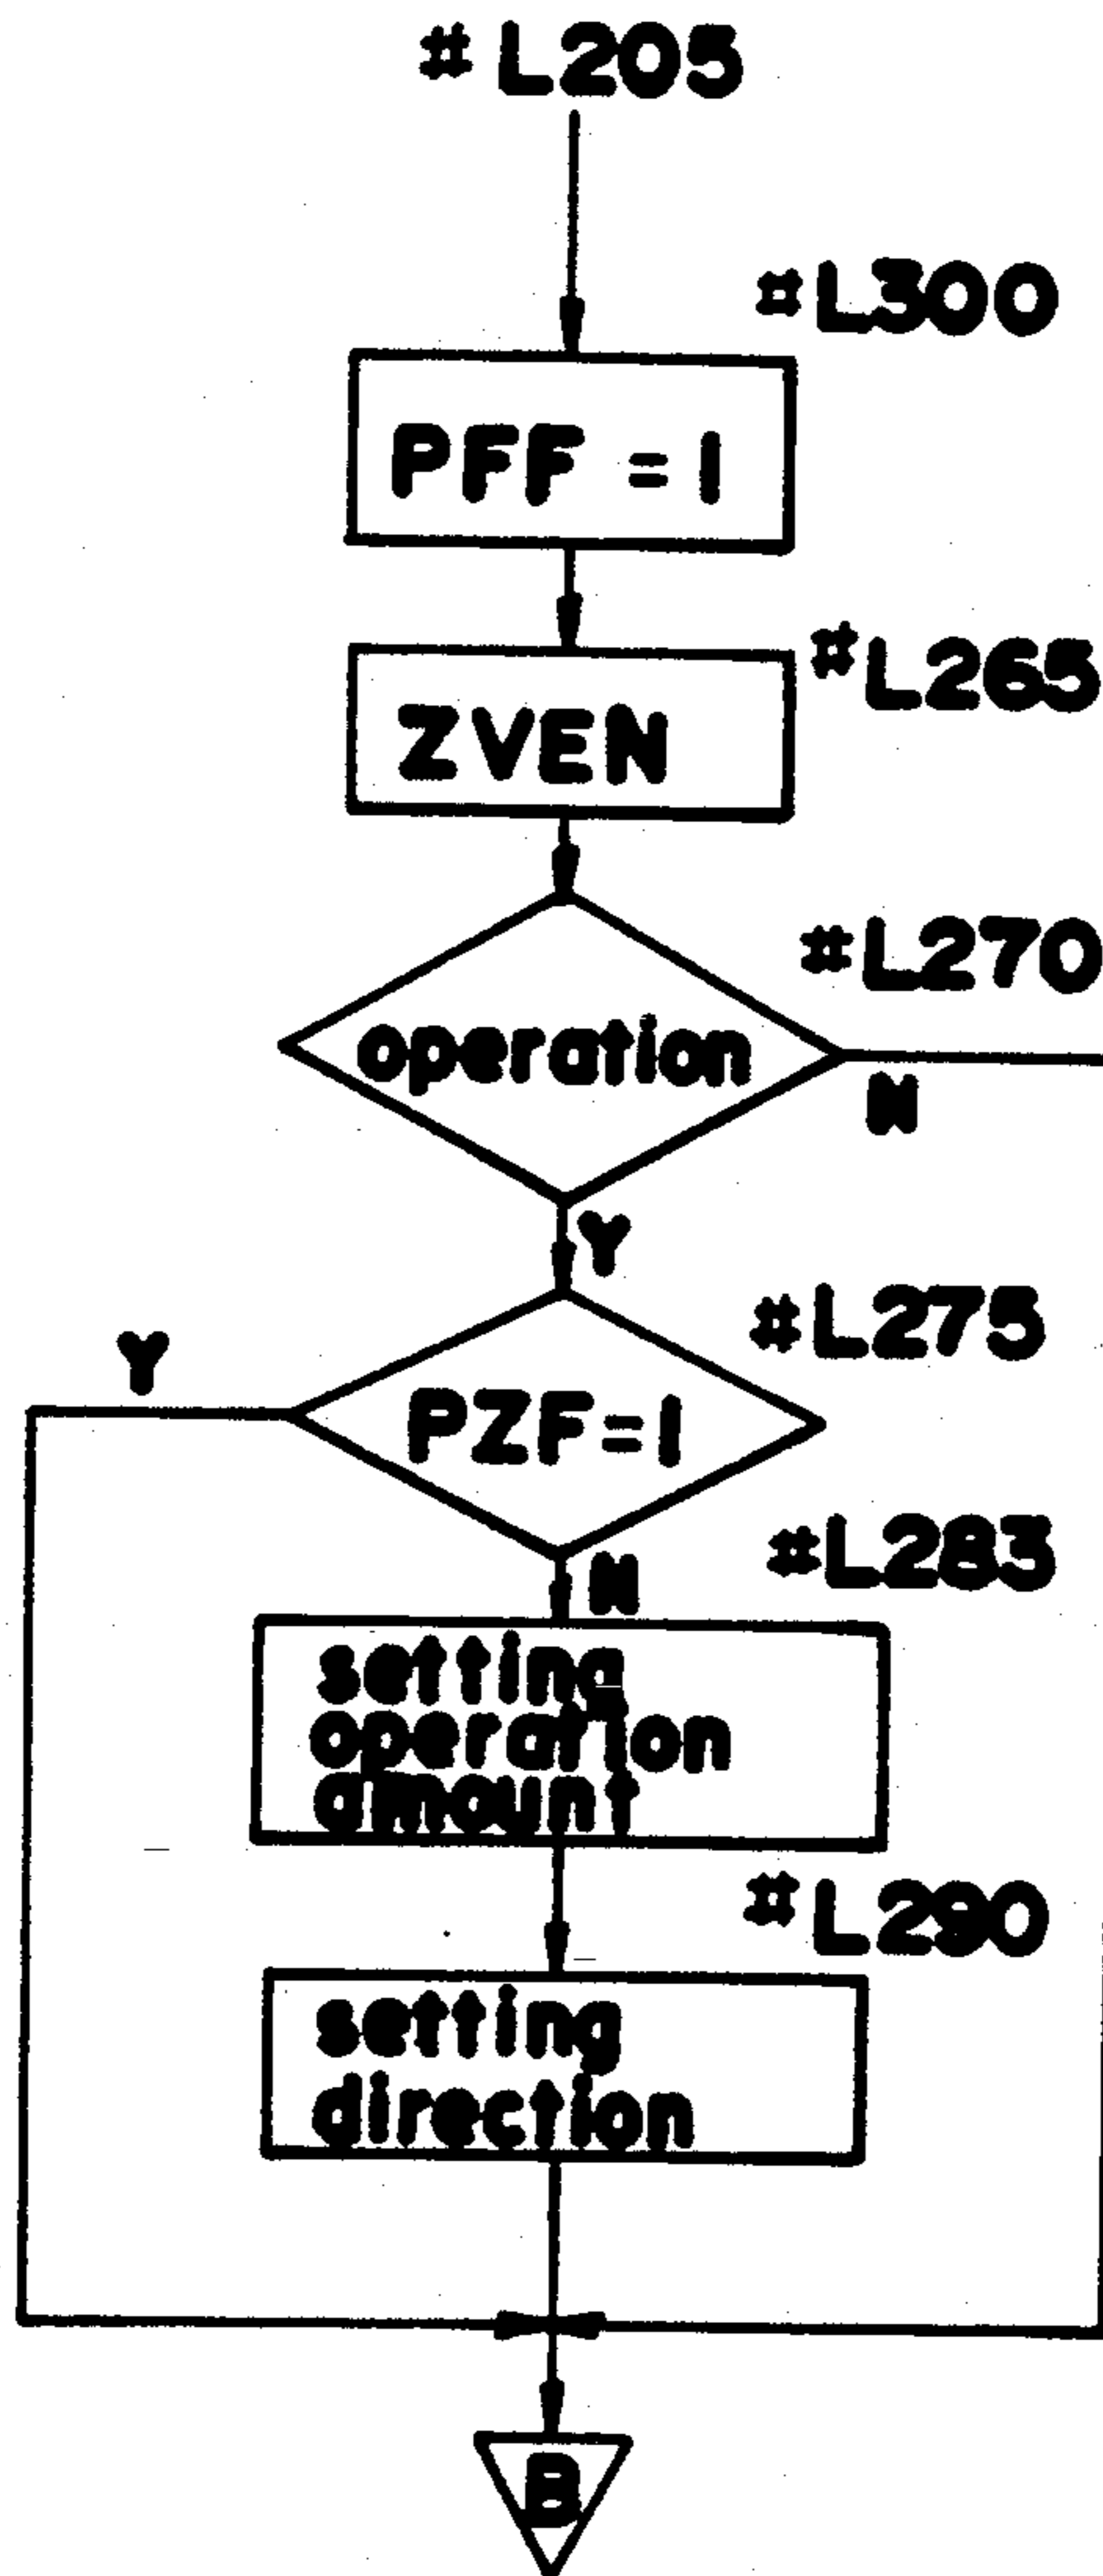 #L205
#L300
PFF = 1
#L265
ZVEN
#L270
operation
N
Y
#L275
Y
PZF=1
#L283
N
setting
operation
amount
#L290
setting
direction
B